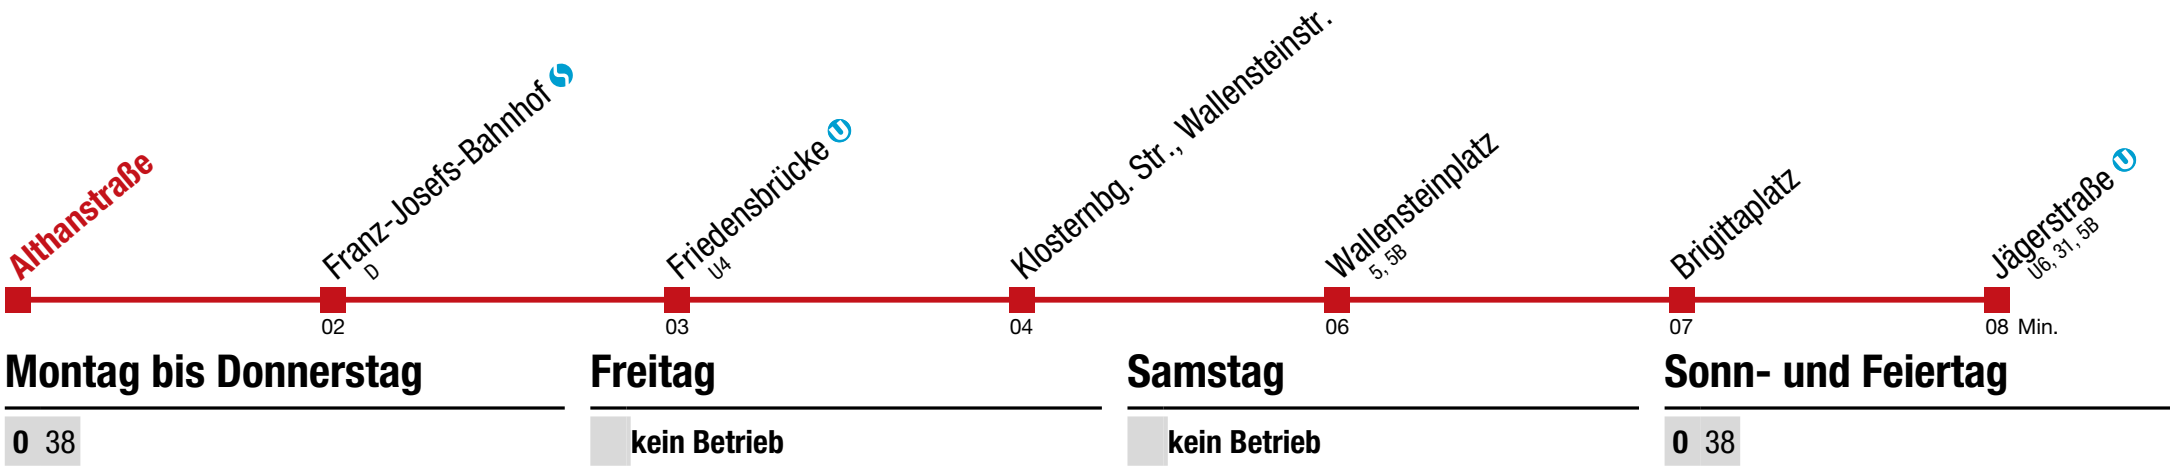 Althanstraße
Franz-Josefs-Bahnhof
D
Friedensbrücke
U4
Klosternbg. Str., Wallensteinstr.
Wallensteinplatz
5, 5B
Brigittaplatz
Jägerstraße
U6, 31, 5B
02 03 04 06 07 08 Min.
Montag bis Donnerstag
0 38
Freitag
kein Betrieb
Samstag
kein Betrieb
Sonn- und Feiertag
0 38